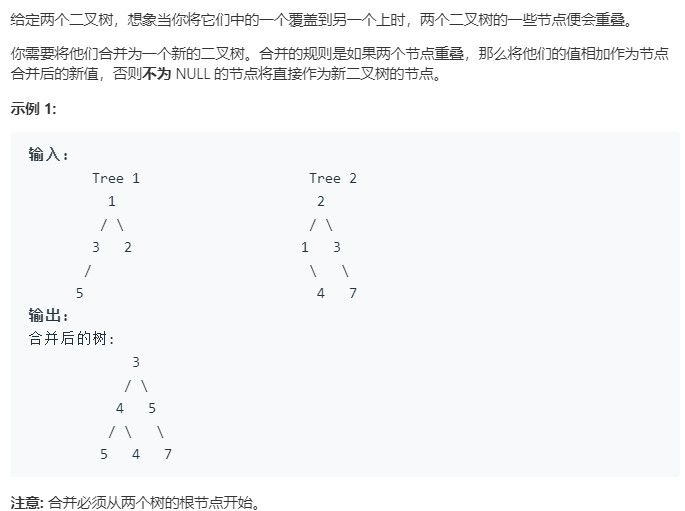 给定两个二叉树，想象当你将它们中的一个覆盖到另一个上时，两个二叉树的一些节点便会重叠。
你需要将他们合并为一个新的二叉树。合并的规则是如果两个节点重叠，那么将他们的值相加作为节点
合并后的新值，否则不为 NULL 的节点将直接作为新二叉树的节点。
示例 1:
输入:
Tree 1                     Tree 2
1                         2
/ \                       / \
3   2                     1   3
/                           \   \
5                             4   7
输出:
合并后的树:
3
/ \
4   5
/ \   \
5   4   7
注意: 合并必须从两个树的根节点开始。